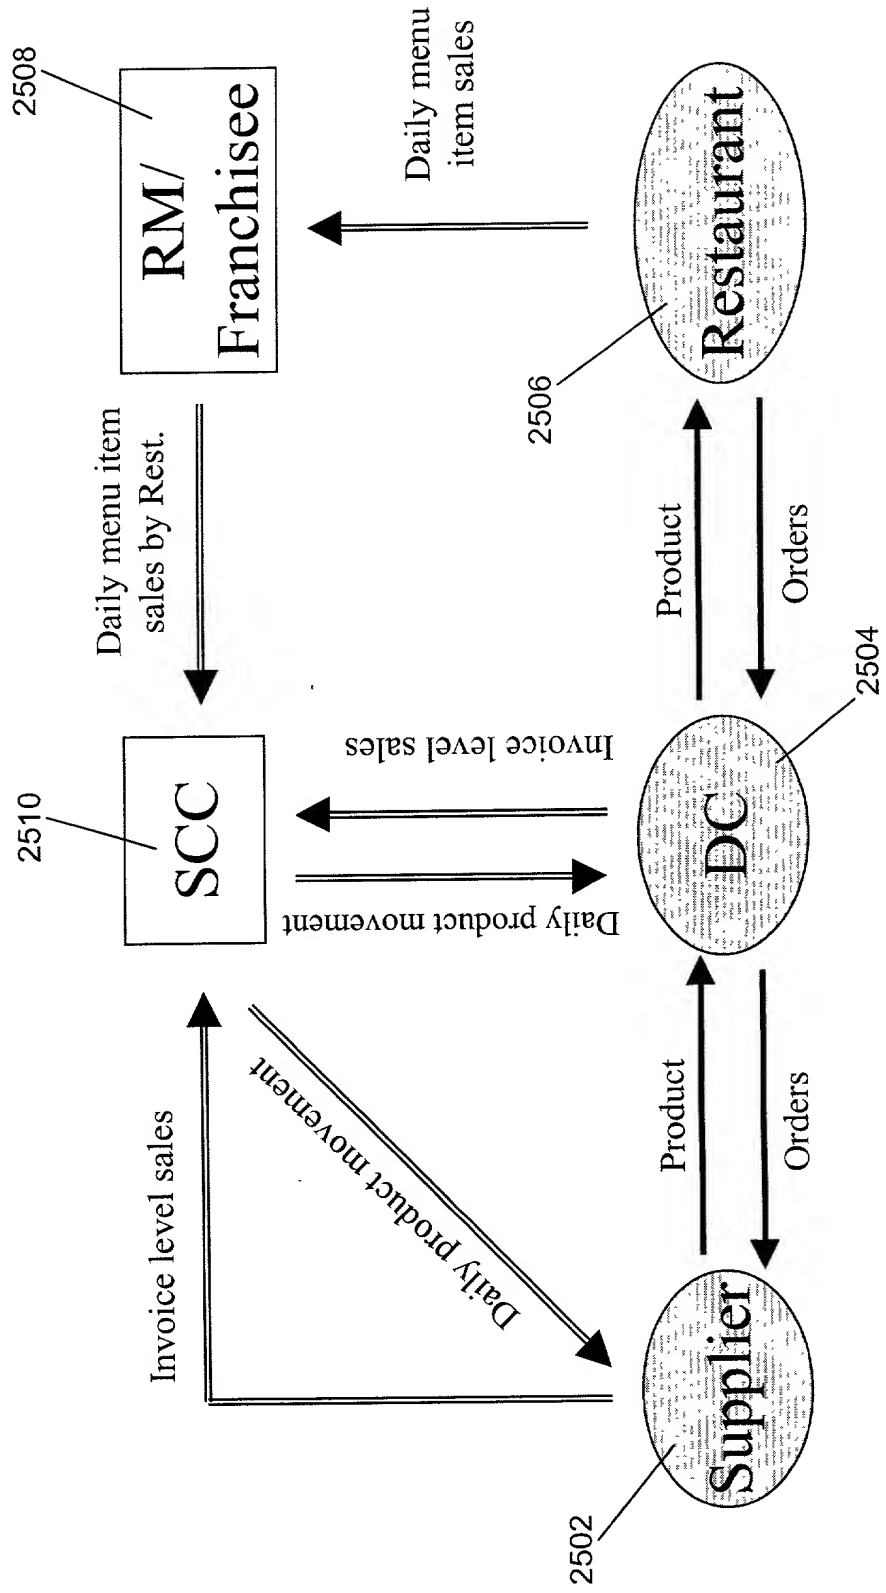 2510
2508
SCC
RM/
Franchisee
Invoice level sales
Daily menu item
sales by Rest.
Daily product movement
Daily product movement
Invoice level sales
Daily menu
item sales
2506
Product
Product
2502
Supplier
DC
Restaurant
Orders
Orders
2504